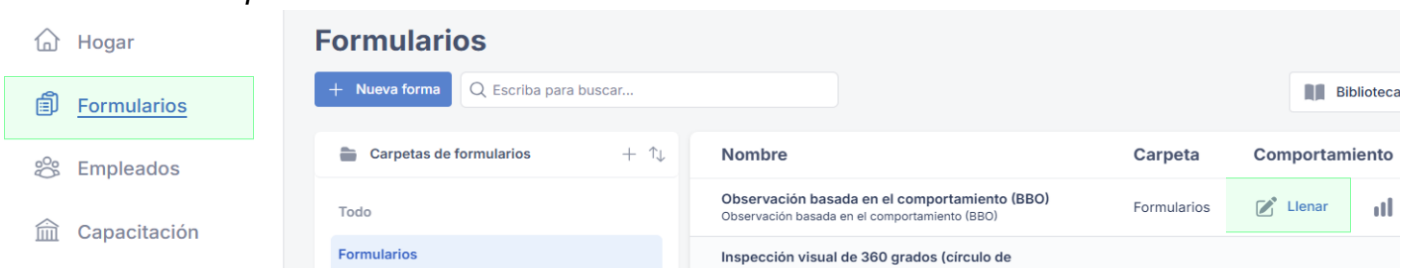 Hogar
Formularios
Empleados
Capacitación
Formularios
Nueva forma
Escriba para buscar...
Biblioteca
Carpetas de formularios
Todo
Formularios
Nombre Carpeta Comportamiento
Observación basada en el comportamiento (BBO) Formularios Llenar
Observación basada en el comportamiento (BBO)
Inspección visual de 360 grados (círculo de